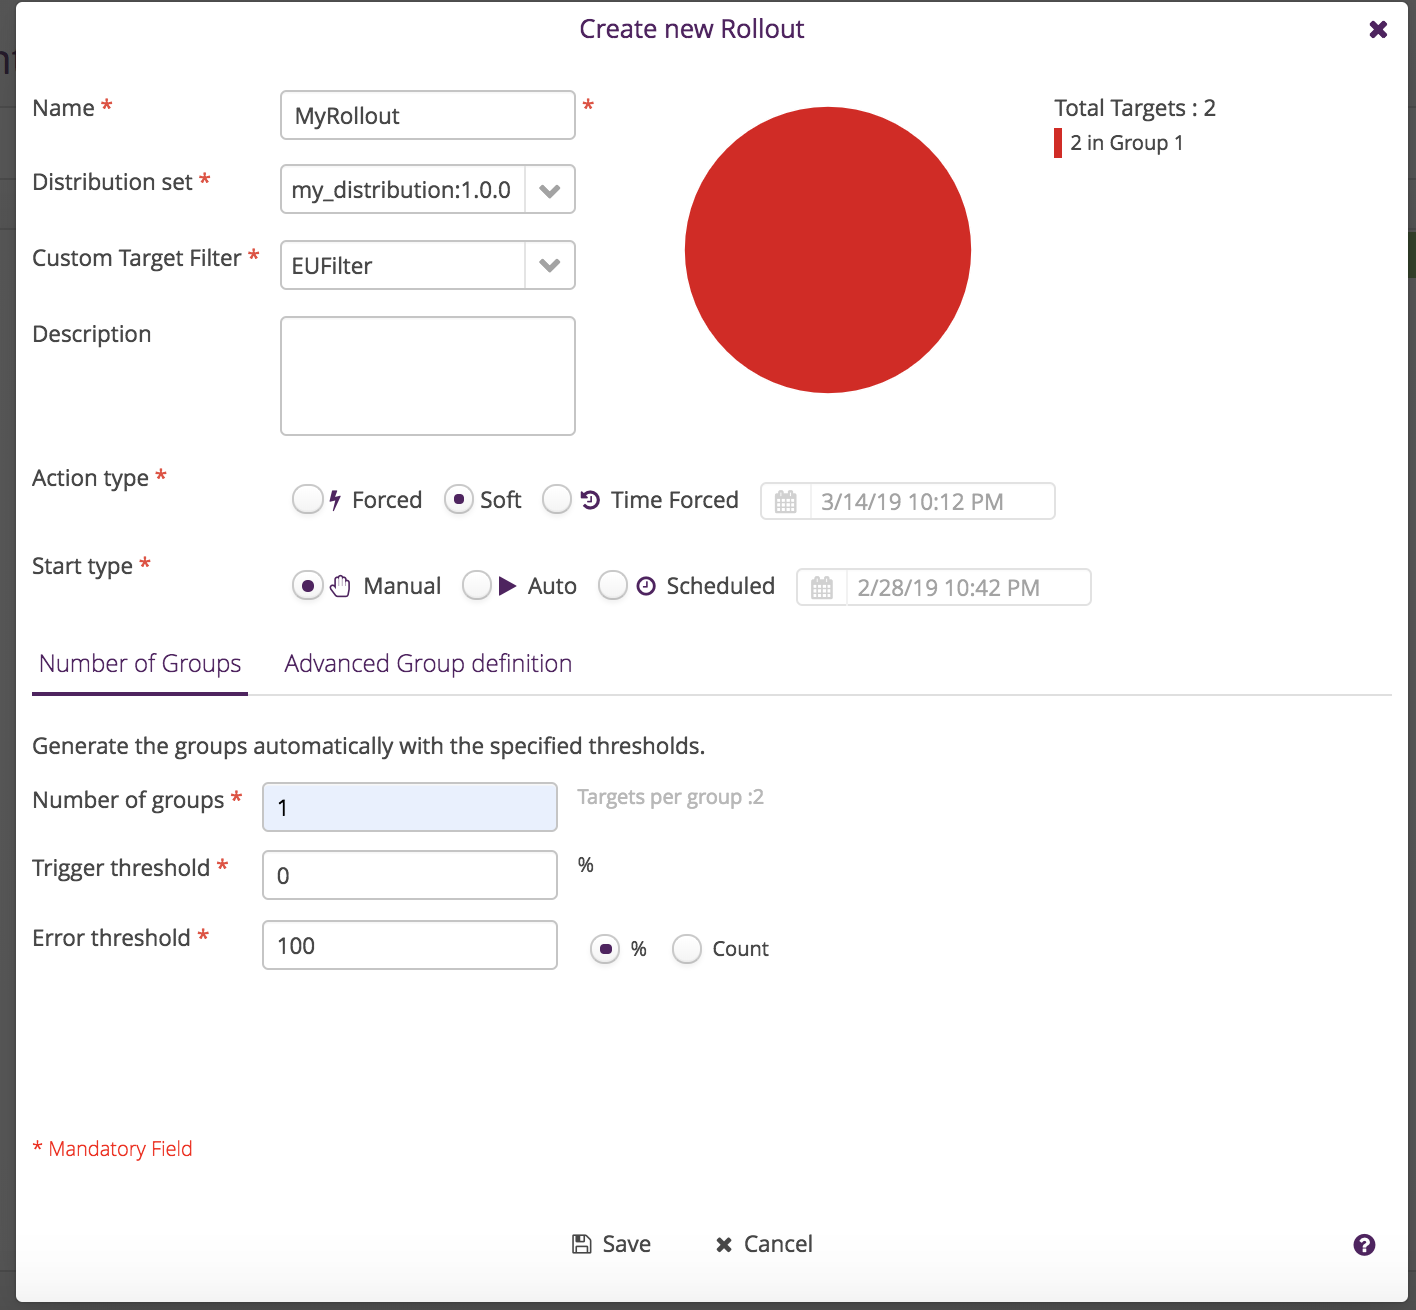 Create new Rollout
Name *
MyRollout *
Total Targets : 2
2 in Group 1
Distribution set *
my_distribution:1.0.0
Custom Target Filter *
EUFilter
Description
Action type *
Forced Soft Time Forced 3/14/19 10:12 PM
Start type *
Manual Auto Scheduled 2/28/19 10:42 PM
Number of Groups Advanced Group definition
Generate the groups automatically with the specified thresholds.
Number of groups * 1 Targets per group :2
Trigger threshold * 0 %
Error threshold * 100 % Count
* Mandatory Field
Save Cancel ?